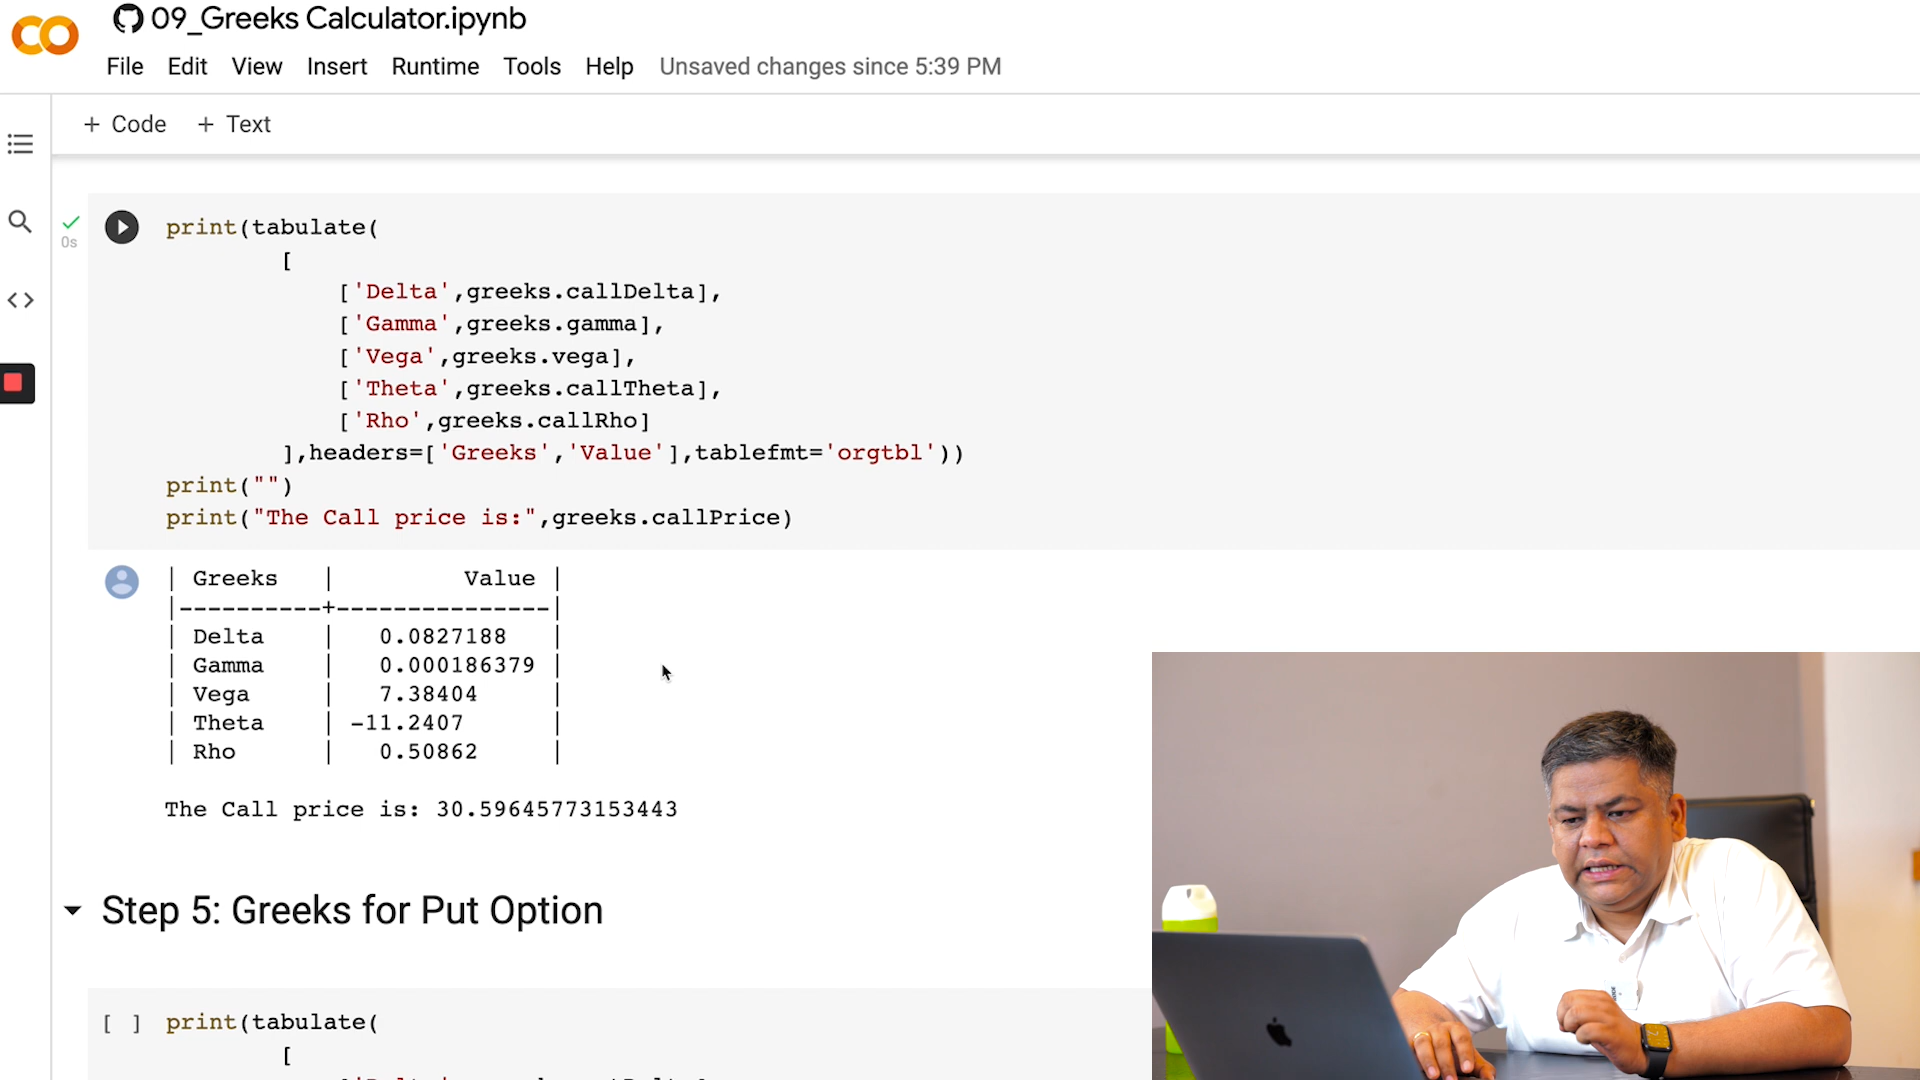 09_Greeks Calculator.ipynb
File Edit View Insert Runtime Tools Help Unsaved changes since 5:39 PM
+ Code + Text
0s
print(tabulate(
[
['Delta',greeks.callDelta],
['Gamma',greeks.gamma],
['Vega',greeks.vega],
['Theta',greeks.callTheta],
['Rho',greeks.callRho]
],headers=['Greeks','Value'],tablefmt='orgtbl'))
print("")
print("The Call price is:",greeks.callPrice)
| Greeks | Value |
|----------+---------------|
| Delta | 0.0827188 |
| Gamma | 0.000186379 |
| Vega | 7.38404 |
| Theta | -11.2407 |
| Rho | 0.50862 |
The Call price is: 30.59645773153443
Step 5: Greeks for Put Option
[ ] print(tabulate(
[